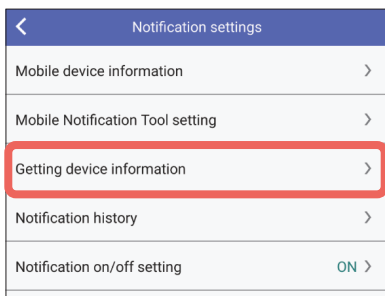 Notification settings
Mobile device information
Mobile Notification Tool setting
Getting device information
Notification history
Notification on/off setting ON